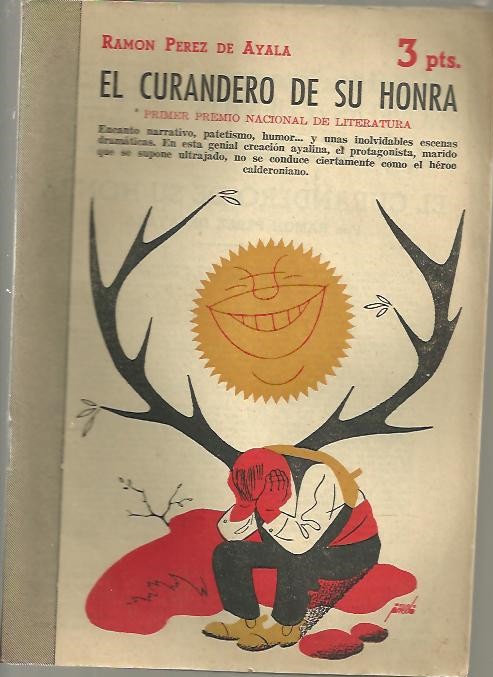 RAMON PEREZ DE AYALA
3 pts.
EL CURANDERO DE SU HONRA
PRIMER PREMIO NACIONAL DE LITERATURA
Encanto narrativo, patetismo, humor... y unas inolvidables escenas
dramáticas. En esta genial creación ayalina, el protagonista, marido
que se supone ultrajado, no se conduce ciertamente como el héroe
calderoniano.